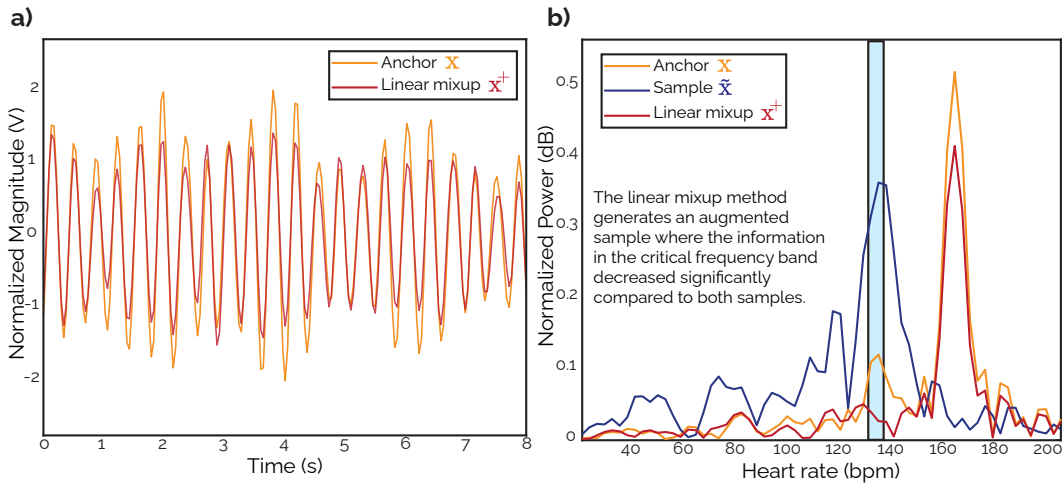 a)
Normalized Magnitude (V)
2
1
0
-1
-2
Anchor x
Linear mixup x⁺
0 1 2 3 4 5 6 7 8
Time (s)
b)
Normalized Power (dB)
0.5
0.4
0.3
0.2
0.1
0
Anchor x
Sample x̃
Linear mixup x⁺
The linear mixup method
generates an augmented
sample where the information
in the critical frequency band
decreased significantly
compared to both samples.
40 60 80 100 120 140 160 180 200
Heart rate (bpm)